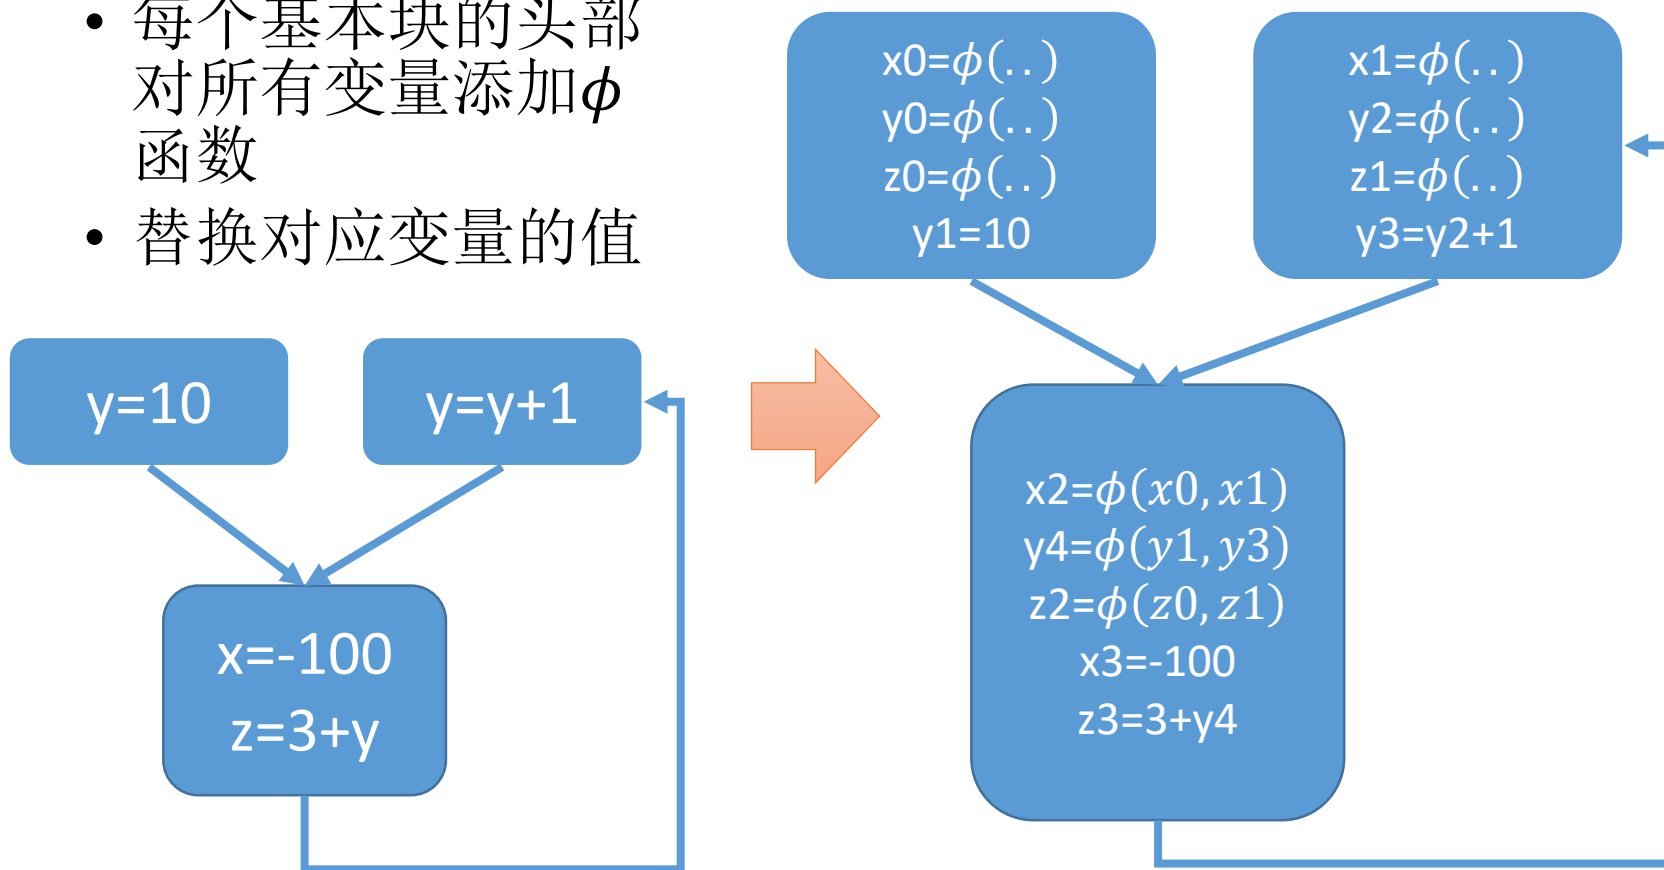 • 每个基本块的头部
对所有变量添加ϕ
函数
• 替换对应变量的值
y=10
y=y+1
x=-100
z=3+y
x0=ϕ(..)
y0=ϕ(..)
z0=ϕ(..)
y1=10
x1=ϕ(..)
y2=ϕ(..)
z1=ϕ(..)
y3=y2+1
x2=ϕ(x0,x1)
y4=ϕ(y1,y3)
z2=ϕ(z0,z1)
x3=-100
z3=3+y4